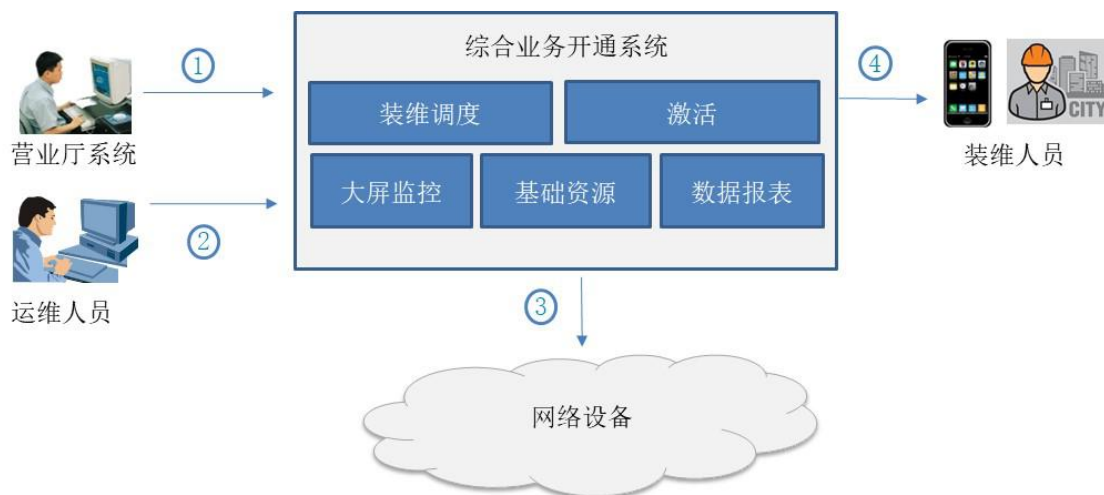 综合业务开通系统
①
④
装维调度
激活
营业厅系统
CITY
装维人员
大屏监控
基础资源
数据报表
②
运维人员
③
网络设备